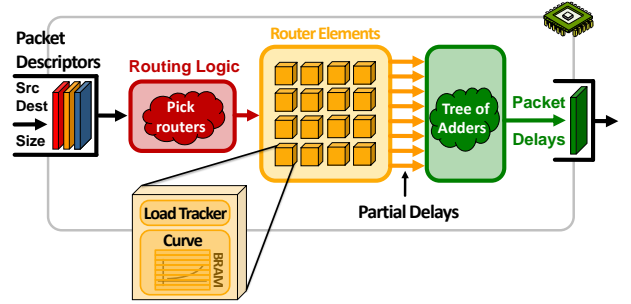 Packet
Descriptors
Src
Dest
Size
Routing Logic
Pick
routers
Router Elements
Tree of
Adders
Packet
Delays
Partial Delays
Load Tracker
Curve
BRAM